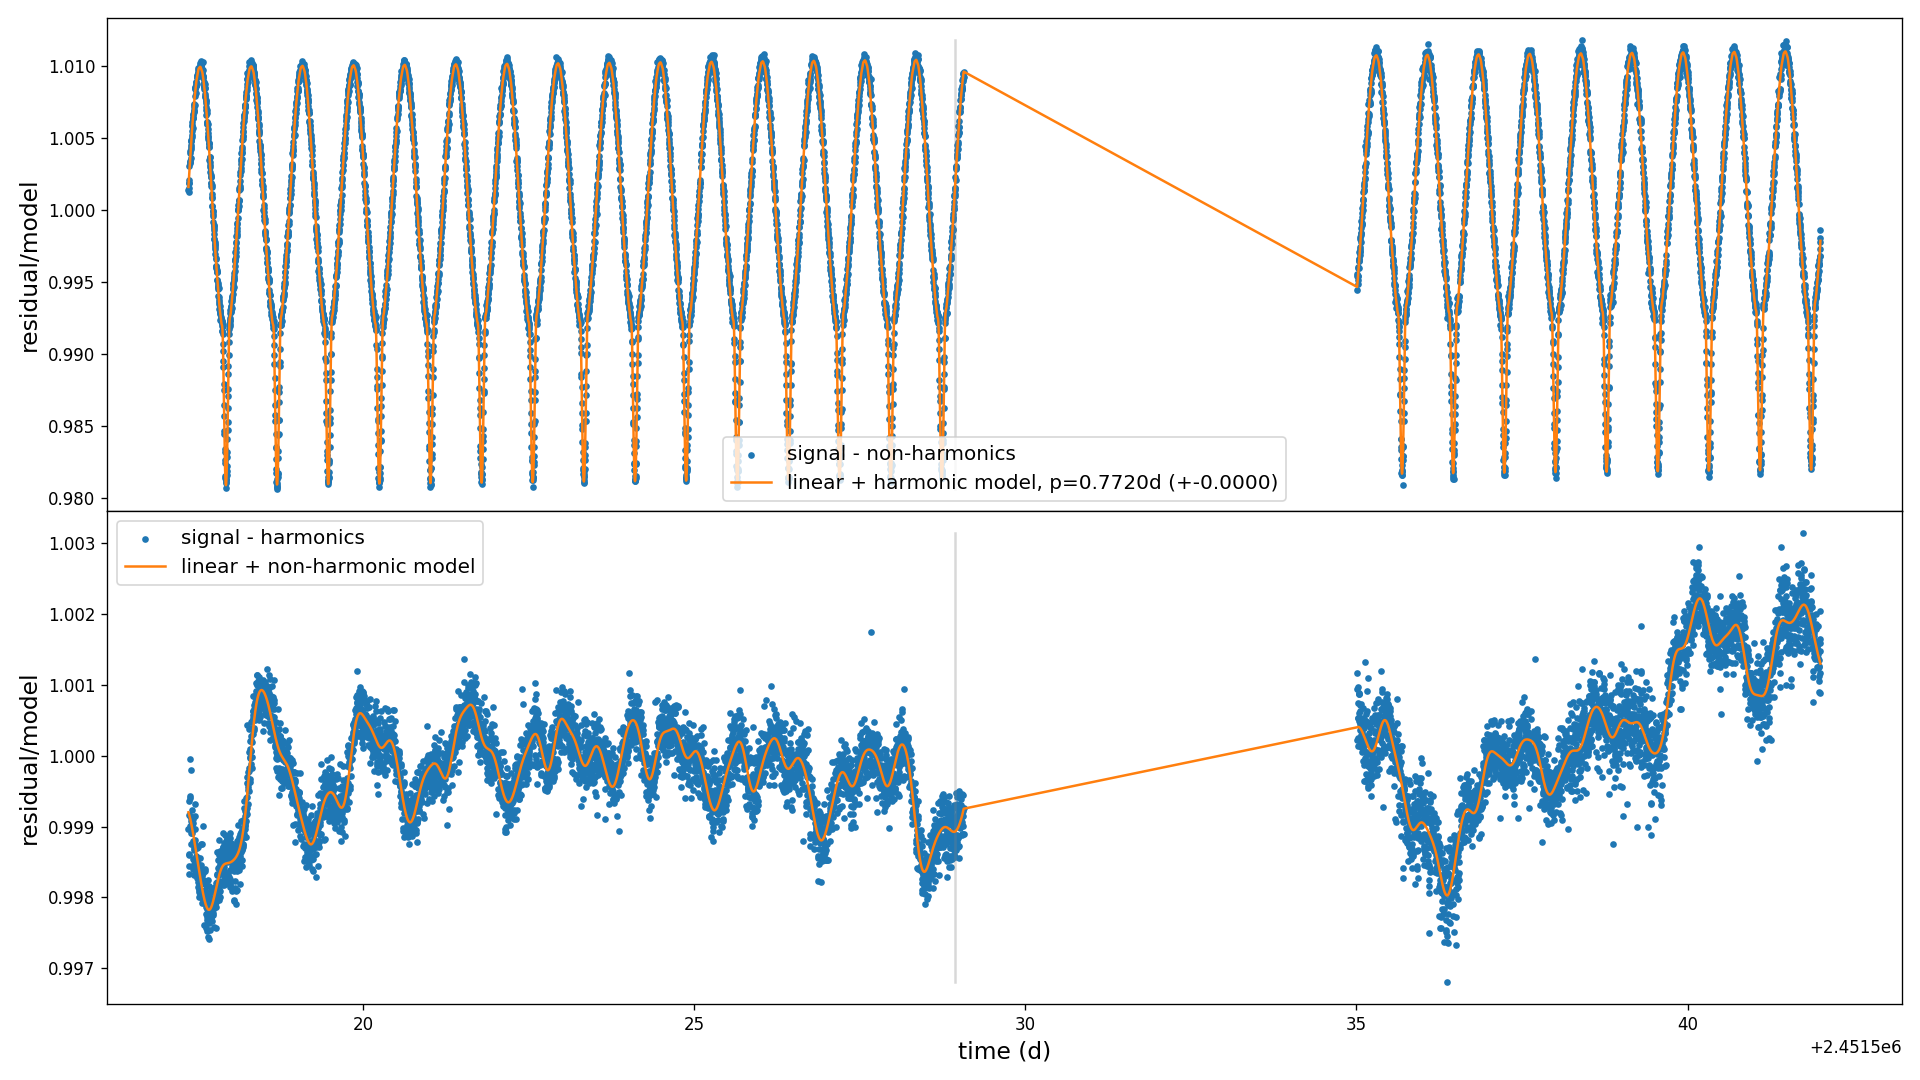 residual/model
1.010
1.005
1.000
0.995
0.990
0.985
0.980
signal - non-harmonics
linear + harmonic model, p=0.7720d (+-0.0000)
residual/model
1.003
1.002
1.001
1.000
0.999
0.998
0.997
signal - harmonics
linear + non-harmonic model
20
25
30
35
40
time (d)
+2.4515e6